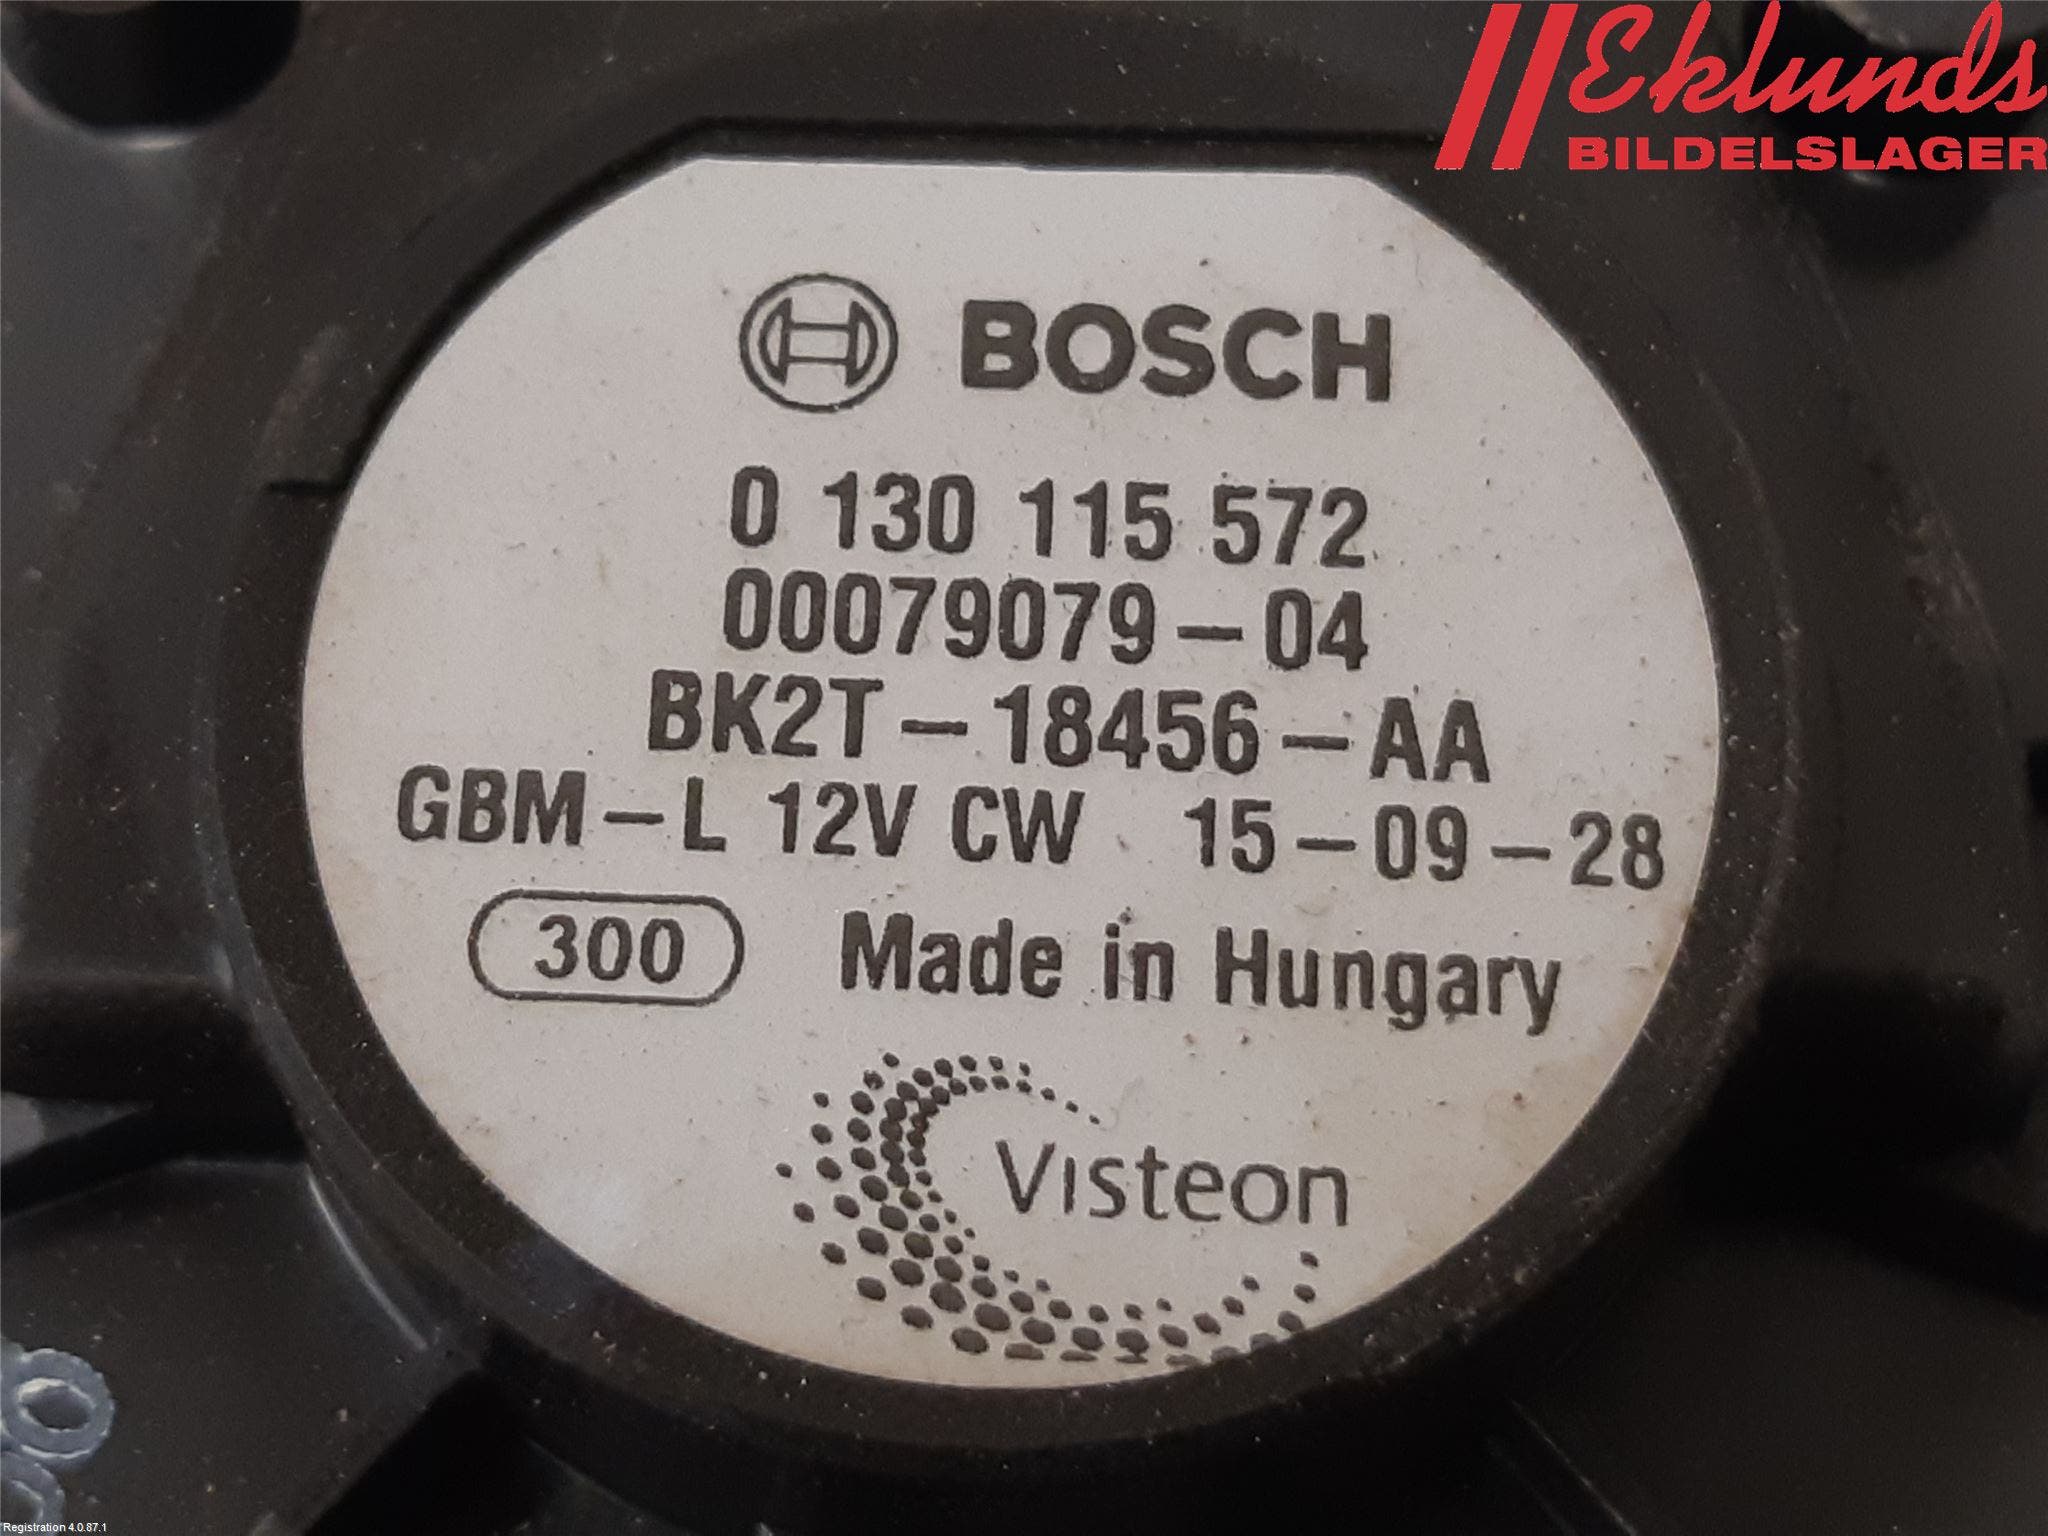 Eklunds
BILDELSLAGER
BOSCH
0 130 115 572
00079079-04
BK2T-18456-AA
GBM-L 12V CW 15-09-28
300 Made in Hungary
Visteon
Registration 4.0.87.1